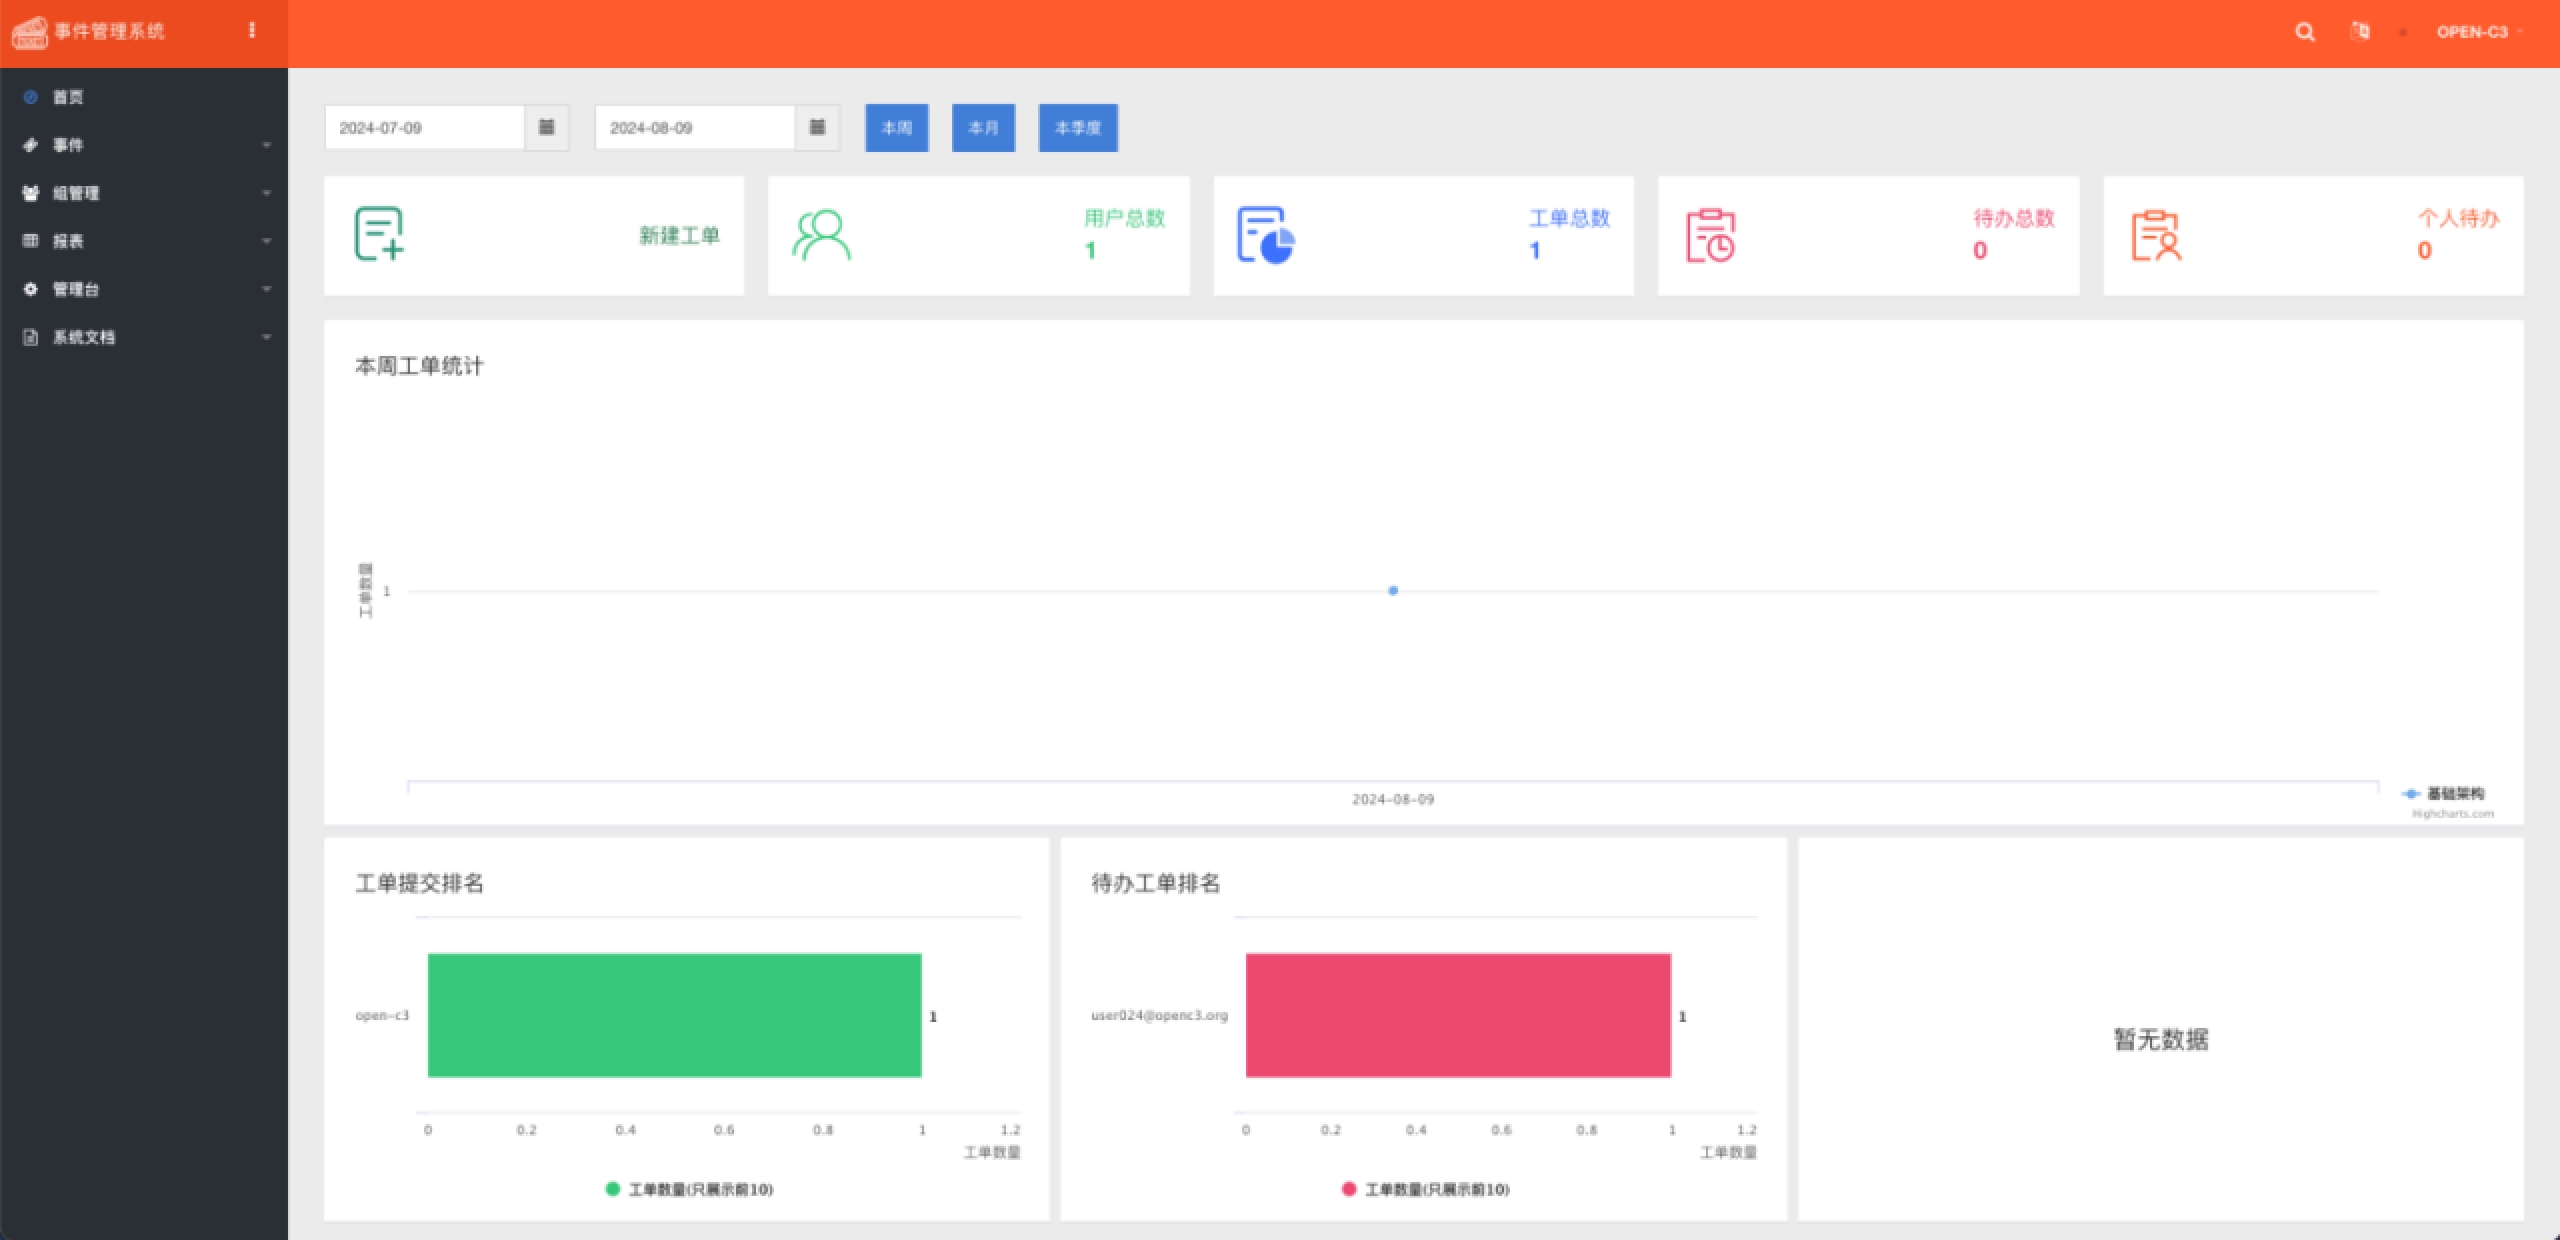 事件管理系统
OPEN-C3
首页
事件
组管理
报表
管理台
系统文档
2024-07-09
2024-08-09
本周
本月
本季度
新建工单
用户总数
1
工单总数
1
待办总数
0
个人待办
0
本周工单统计
工单数量
1
2024-08-09
基础架构
Highcharts.com
工单提交排名
open-c3
1
0 0.2 0.4 0.6 0.8 1 1.2
工单数量
工单数量(只展示前10)
待办工单排名
user024@openc3.org
1
0 0.2 0.4 0.6 0.8 1 1.2
工单数量
工单数量(只展示前10)
暂无数据